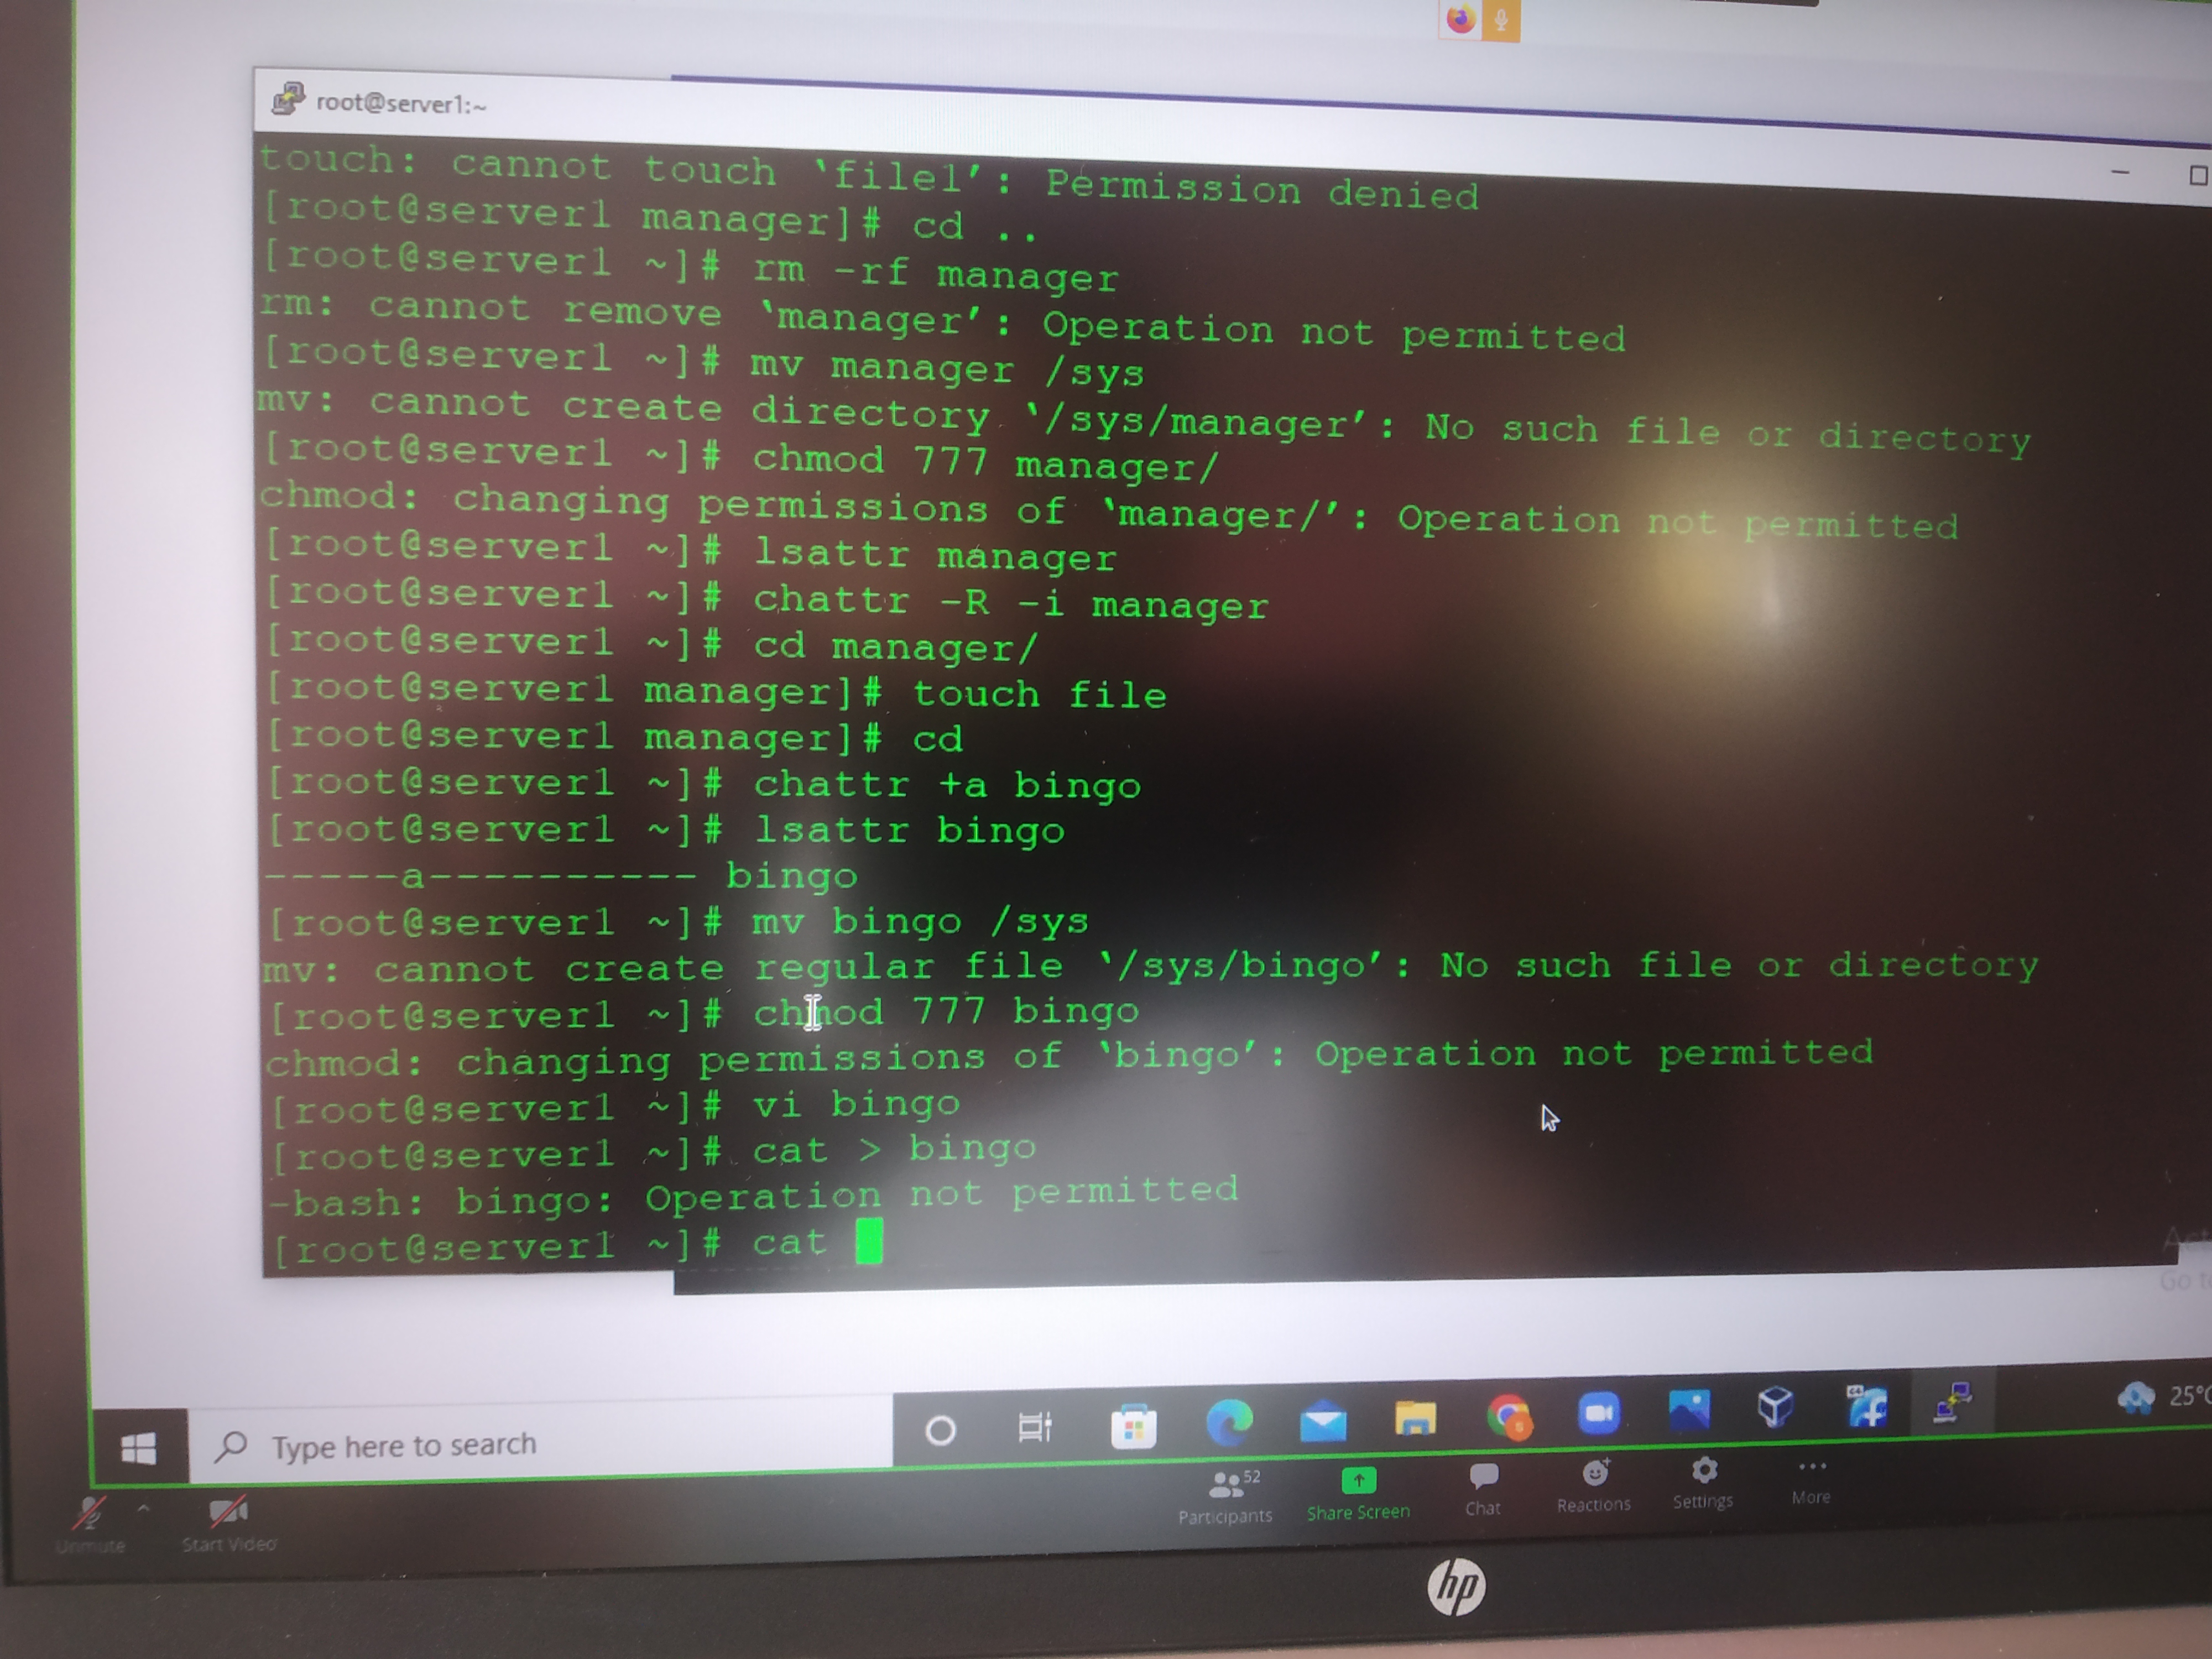 root@server1:~
touch: cannot touch ‘file1’: Permission denied
[root@server1 manager]# cd ..
[root@server1 ~]# rm -rf manager
rm: cannot remove ‘manager’: Operation not permitted
[root@server1 ~]# mv manager /sys
mv: cannot create directory ‘/sys/manager’: No such file or directory
[root@server1 ~]# chmod 777 manager/
chmod: changing permissions of ‘manager/’: Operation not permitted
[root@server1 ~]# lsattr manager
[root@server1 ~]# chattr -R -i manager
[root@server1 ~]# cd manager/
[root@server1 manager]# touch file
[root@server1 manager]# cd
[root@server1 ~]# chattr +a bingo
[root@server1 ~]# lsattr bingo
-----a---------- bingo
[root@server1 ~]# mv bingo /sys
mv: cannot create regular file ‘/sys/bingo’: No such file or directory
[root@server1 ~]# chmod 777 bingo
chmod: changing permissions of ‘bingo’: Operation not permitted
[root@server1 ~]# vi bingo
[root@server1 ~]# cat > bingo
-bash: bingo: Operation not permitted
[root@server1 ~]# cat
Go to
Type here to search
64
25°C
Unmute
Start Video
52
Participants
Share Screen
Chat
Reactions
Settings
More
hp